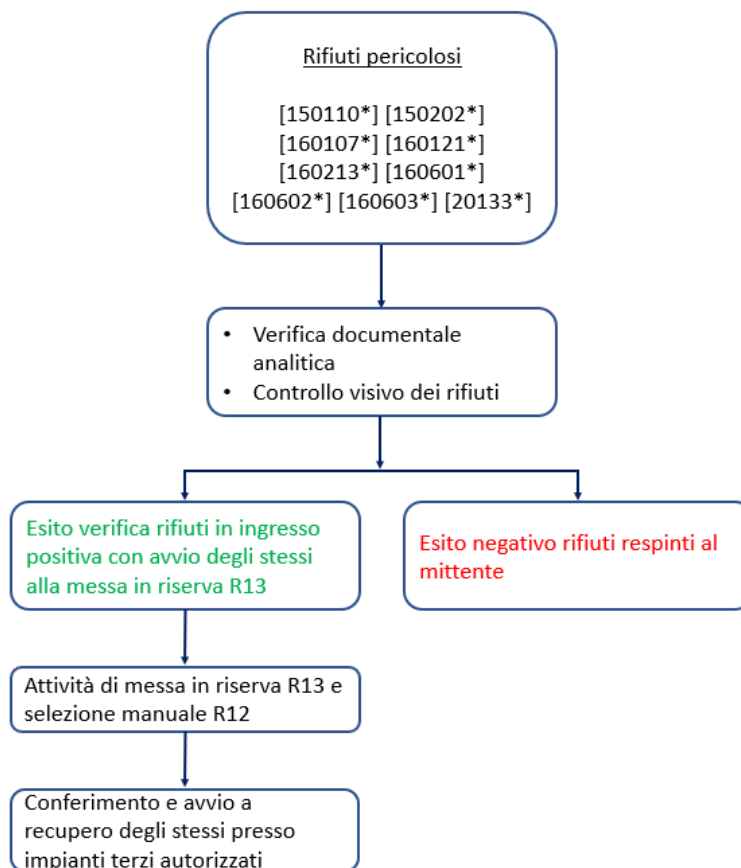 Rifiuti pericolosi
[150110*] [150202*]
[160107*] [160121*]
[160213*] [160601*]
[160602*] [160603*] [20133*]
• Verifica documentale
analitica
• Controllo visivo dei rifiuti
Esito verifica rifiuti in ingresso
positiva con avvio degli stessi
alla messa in riserva R13
Esito negativo rifiuti respinti al
mittente
Attività di messa in riserva R13 e
selezione manuale R12
Conferimento e avvio a
recupero degli stessi presso
impianti terzi autorizzati